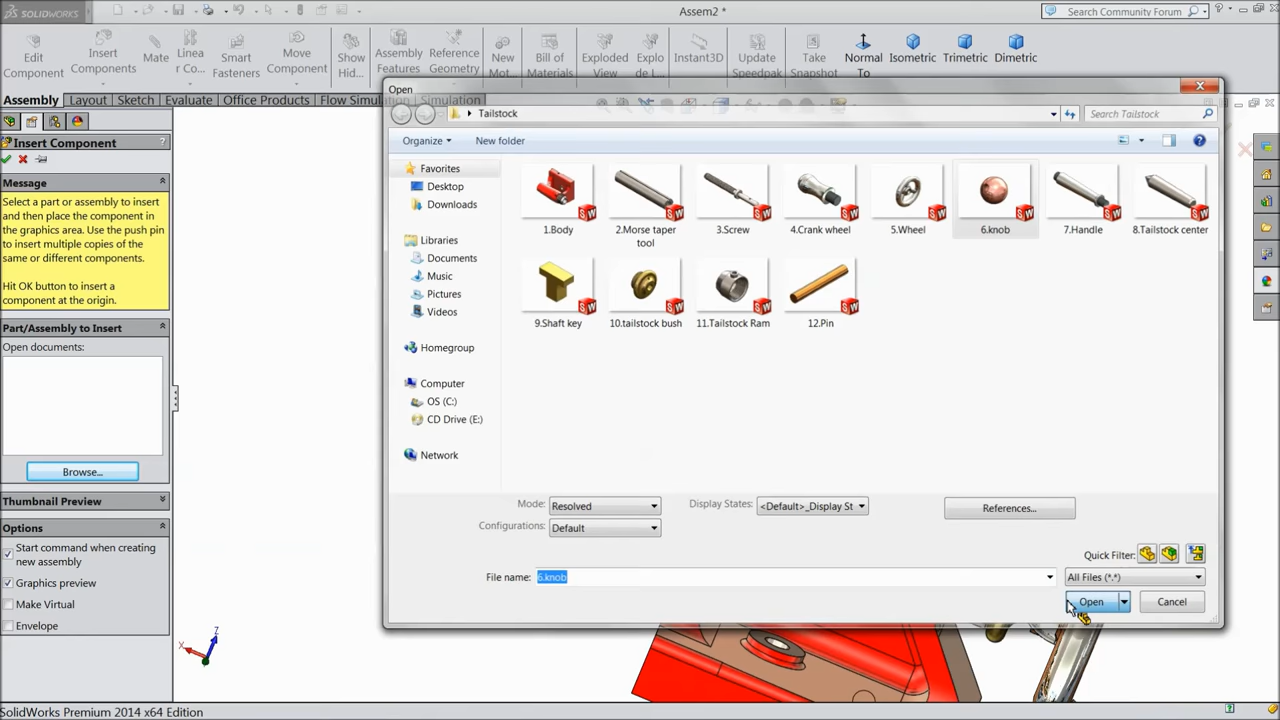 SOLIDWORKS
Assem2 *
Search Community Forum
Edit Component
Insert Components
Mate
Linea r Co...
Smart Fasteners
Move Component
Show Hid...
Assembly Features
Reference Geometry
New Mot...
Bill of Materials
Exploded View
Explo de L...
Instant3D
Update Speedpak
Take Snapshot
Normal To
Isometric
Trimetric
Dimetric
Assembly
Layout
Sketch
Evaluate
Office Products
Flow Simulation
Simulation
Insert Component
?
Message
Select a part or assembly to insert
and then place the component in
the graphics area. Use the push pin
to insert multiple copies of the
same or different components.
Hit OK button to insert a
component at the origin.
Part/Assembly to Insert
Open documents:
Browse...
Thumbnail Preview
Options
Start command when creating
new assembly
Graphics preview
Make Virtual
Envelope
Open
Tailstock
Search Tailstock
Organize
New folder
Favorites
Desktop
Downloads
Libraries
Documents
Music
Pictures
Videos
Homegroup
Computer
OS (C:)
CD Drive (E:)
Network
1.Body
2.Morse taper
tool
3.Screw
4.Crank wheel
5.Wheel
6.knob
7.Handle
8.Tailstock center
9.Shaft key
10.tailstock bush
11.Tailstock Ram
12.Pin
Mode:
Resolved
Display States:
<Default>_Display St
References...
Configurations:
Default
Quick Filter:
File name:
6.knob
All Files (*.*)
Open
Cancel
X
Z
SolidWorks Premium 2014 x64 Edition